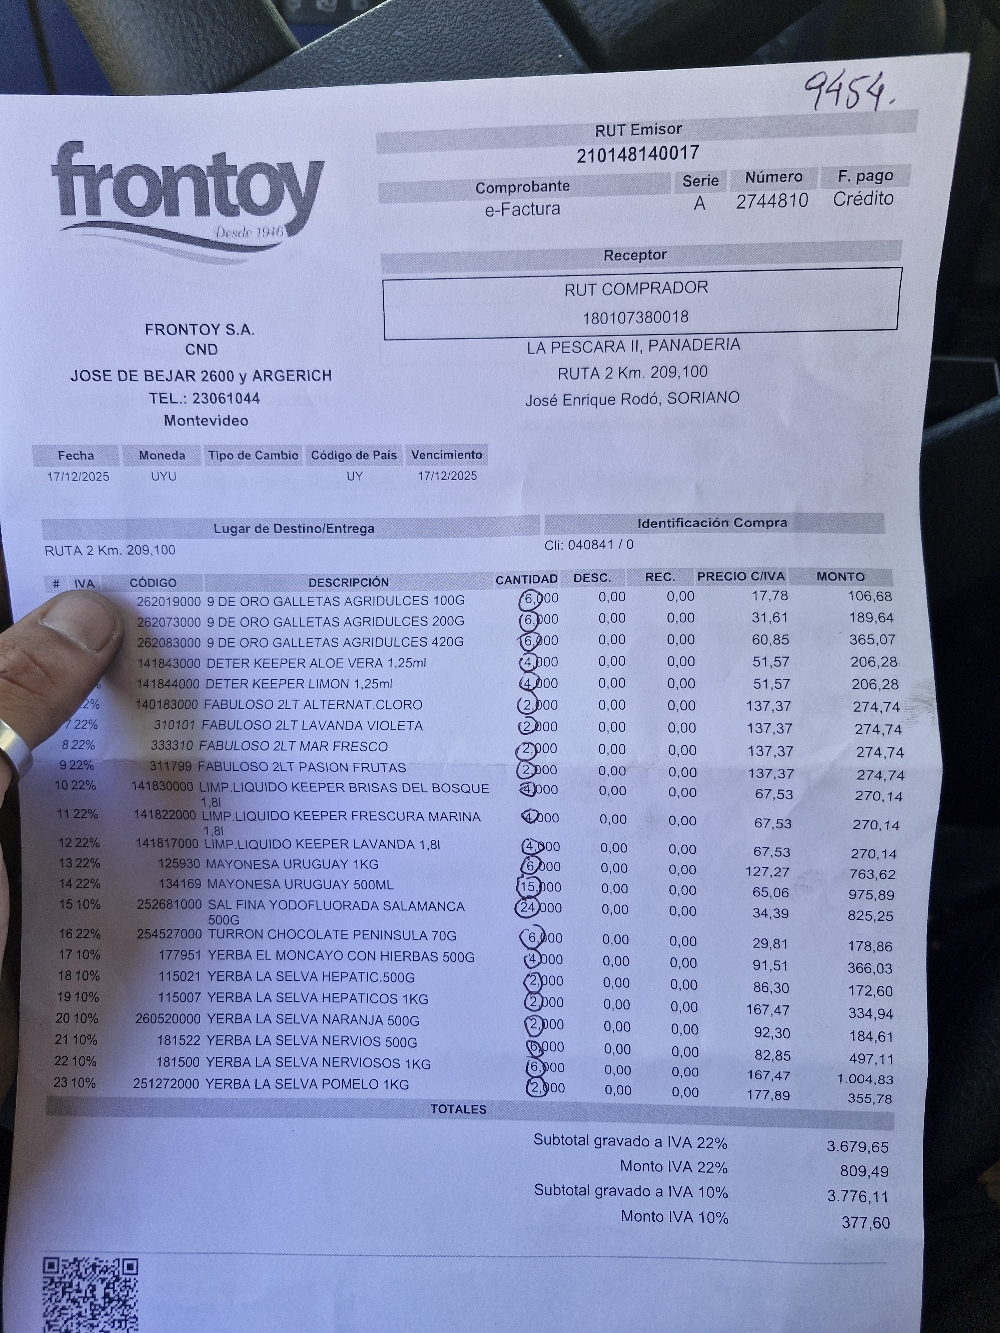 9454.
frontoy
Desde 1946
RUT Emisor
210148140017
Comprobante Serie Número F. pago
e-Factura A 2744810 Crédito
Receptor
RUT COMPRADOR
180107380018
LA PESCARA II, PANADERIA
RUTA 2 Km. 209,100
José Enrique Rodó, SORIANO
FRONTOY S.A.
CND
JOSE DE BEJAR 2600 y ARGERICH
TEL.: 23061044
Montevideo
Fecha Moneda Tipo de Cambio Código de País Vencimiento
17/12/2025 UYU UY 17/12/2025
Lugar de Destino/Entrega Identificación Compra
RUTA 2 Km. 209,100 Cli: 040841 / 0
# IVA CÓDIGO DESCRIPCIÓN CANTIDAD DESC. REC. PRECIO C/IVA MONTO
262019000 9 DE ORO GALLETAS AGRIDULCES 100G 6,000 0,00 0,00 17,78 106,68
262073000 9 DE ORO GALLETAS AGRIDULCES 200G 6,000 0,00 0,00 31,61 189,64
262083000 9 DE ORO GALLETAS AGRIDULCES 420G 6,000 0,00 0,00 60,85 365,07
141843000 DETER KEEPER ALOE VERA 1,25ml 4,000 0,00 0,00 51,57 206,28
141844000 DETER KEEPER LIMON 1,25ml 4,000 0,00 0,00 51,57 206,28
140183000 FABULOSO 2LT ALTERNAT.CLORO 2,000 0,00 0,00 137,37 274,74
7 22% 310101 FABULOSO 2LT LAVANDA VIOLETA 2,000 0,00 0,00 137,37 274,74
8 22% 333310 FABULOSO 2LT MAR FRESCO 2,000 0,00 0,00 137,37 274,74
9 22% 311799 FABULOSO 2LT PASION FRUTAS 2,000 0,00 0,00 137,37 274,74
10 22% 141830000 LIMP.LIQUIDO KEEPER BRISAS DEL BOSQUE 4,000 0,00 0,00 67,53 270,14
1,8l
11 22% 141822000 LIMP.LIQUIDO KEEPER FRESCURA MARINA 4,000 0,00 0,00 67,53 270,14
1,8l
12 22% 141817000 LIMP.LIQUIDO KEEPER LAVANDA 1,8l 4,000 0,00 0,00 67,53 270,14
13 22% 125930 MAYONESA URUGUAY 1KG 6,000 0,00 0,00 127,27 763,62
14 22% 134169 MAYONESA URUGUAY 500ML 15,000 0,00 0,00 65,06 975,89
15 10% 252681000 SAL FINA YODOFLUORADA SALAMANCA 24,000 0,00 0,00 34,39 825,25
500G
16 22% 254527000 TURRON CHOCOLATE PENINSULA 70G 6,000 0,00 0,00 29,81 178,86
17 10% 177951 YERBA EL MONCAYO CON HIERBAS 500G 4,000 0,00 0,00 91,51 366,03
18 10% 115021 YERBA LA SELVA HEPATIC.500G 2,000 0,00 0,00 86,30 172,60
19 10% 115007 YERBA LA SELVA HEPATICOS 1KG 2,000 0,00 0,00 167,47 334,94
20 10% 260520000 YERBA LA SELVA NARANJA 500G 2,000 0,00 0,00 92,30 184,61
21 10% 181522 YERBA LA SELVA NERVIOS 500G 6,000 0,00 0,00 82,85 497,11
22 10% 181500 YERBA LA SELVA NERVIOSOS 1KG 6,000 0,00 0,00 167,47 1.004,83
23 10% 251272000 YERBA LA SELVA POMELO 1KG 2,000 0,00 0,00 177,89 355,78
TOTALES
Subtotal gravado a IVA 22% 3.679,65
Monto IVA 22% 809,49
Subtotal gravado a IVA 10% 3.776,11
Monto IVA 10% 377,60